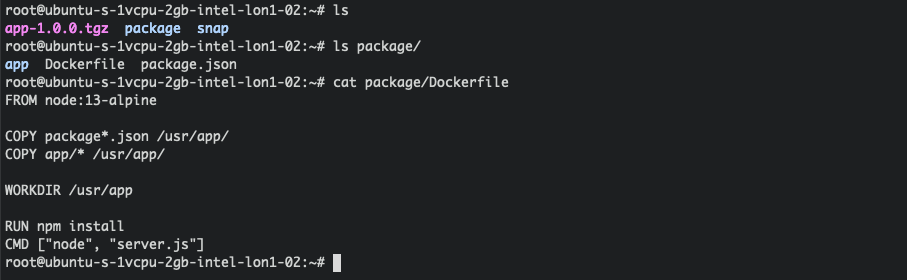 root@ubuntu-s-1vcpu-2gb-intel-lon1-02:~# ls
app-1.0.0.tgz  package  snap
root@ubuntu-s-1vcpu-2gb-intel-lon1-02:~# ls package/
app  Dockerfile  package.json
root@ubuntu-s-1vcpu-2gb-intel-lon1-02:~# cat package/Dockerfile
FROM node:13-alpine

COPY package*.json /usr/app/
COPY app/* /usr/app/

WORKDIR /usr/app

RUN npm install
CMD ["node", "server.js"]
root@ubuntu-s-1vcpu-2gb-intel-lon1-02:~#